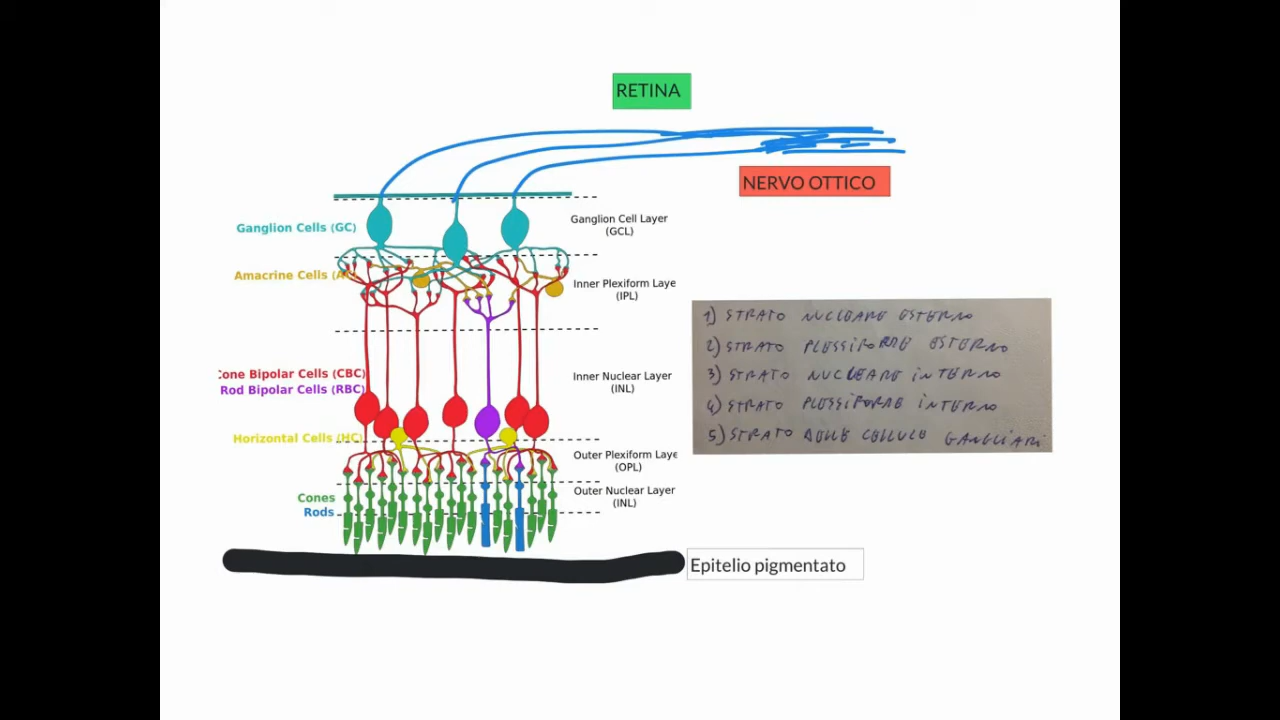 RETINA
NERVO OTTICO
Ganglion Cells (GC)
Ganglion Cell Layer
(GCL)
Amacrine Cells (AC)
Inner Plexiform Laye
(IPL)
Cone Bipolar Cells (CBC)
Rod Bipolar Cells (RBC)
Inner Nuclear Layer
(INL)
Horizontal Cells (HC)
Outer Plexiform Laye
(OPL)
Cones
Rods
Outer Nuclear Layer
(INL)
1) STRATO NUCLEARE ESTERNO
2) STRATO PLESSIFORME ESTERNO
3) STRATO NUCLEARE INTERNO
4) STRATO PLESSIFORME INTERNO
5) STRATO DELLE CELLULE GANGLIARI
Epitelio pigmentato